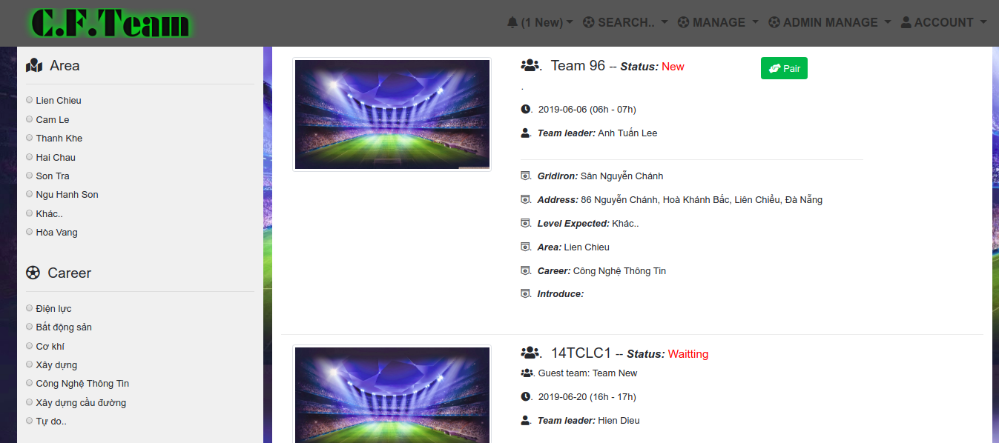 C.F.Team
(1 New) SEARCH.. MANAGE ADMIN MANAGE ACCOUNT
Area
Lien Chieu
Cam Le
Thanh Khe
Hai Chau
Son Tra
Ngu Hanh Son
Khác..
Hòa Vang
Career
Điện lực
Bất động sản
Cơ khí
Xây dựng
Công Nghệ Thông Tin
Xây dựng cầu đường
Tự do..
. Team 96 -- Status: New
Pair
.
. 2019-06-06 (06h - 07h)
. Team leader: Anh Tuấn Lee
. Gridiron: Sân Nguyễn Chánh
. Address: 86 Nguyễn Chánh, Hoà Khánh Bắc, Liên Chiểu, Đà Nẵng
. Level Expected: Khác..
. Area: Lien Chieu
. Career: Công Nghệ Thông Tin
. Introduce:
. 14TCLC1 -- Status: Waitting
. Guest team: Team New
. 2019-06-20 (16h - 17h)
. Team leader: Hien Dieu